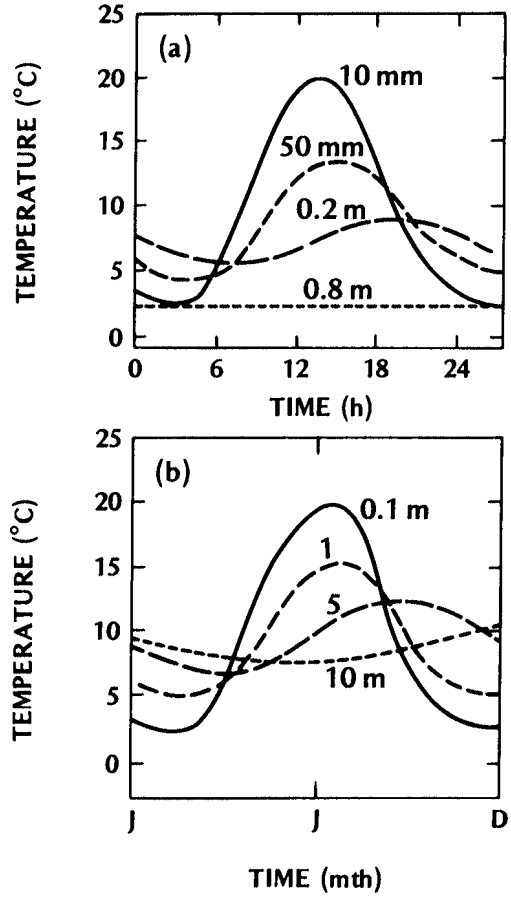 25
(a)
20
10 mm
15
50 mm
10
0.2 m
5
0.8 m
0
TEMPERATURE (°C)
0 6 12 18 24
TIME (h)
25
(b)
20
0.1 m
15
1
10
5
10 m
5
0
TEMPERATURE (°C)
J J D
TIME (mth)